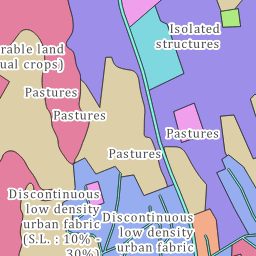 Isolated
structures
rable land
ual crops)
Pastures
Pastures
Pastures
Pastures
Discontinuous
low density
urban fabric
(S.L. : 10% -
30%)
Discontinuous
low density
urban fabric